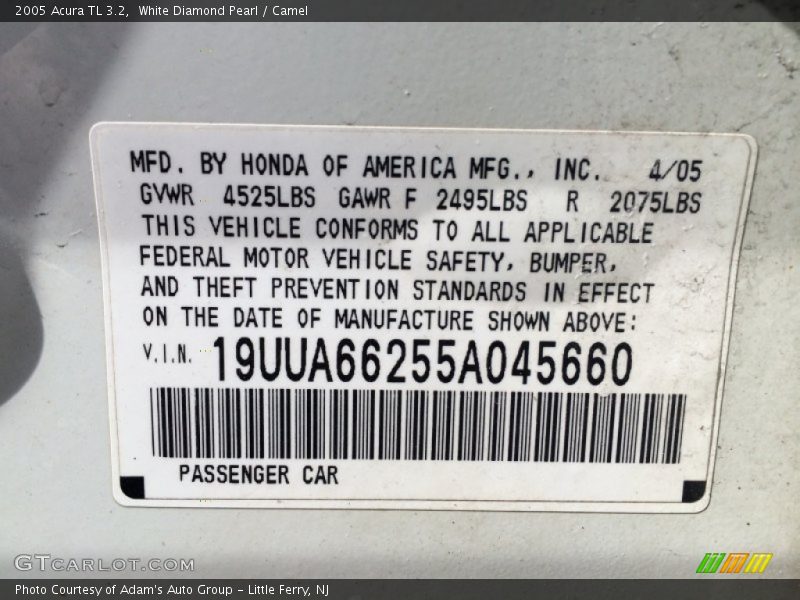 2005 Acura TL 3.2, White Diamond Pearl / Camel
MFD. BY HONDA OF AMERICA MFG., INC. 4/05
GVWR 4525LBS GAWR F 2495LBS R 2075LBS
THIS VEHICLE CONFORMS TO ALL APPLICABLE
FEDERAL MOTOR VEHICLE SAFETY, BUMPER,
AND THEFT PREVENTION STANDARDS IN EFFECT
ON THE DATE OF MANUFACTURE SHOWN ABOVE:
V.I.N. 19UUA66255A045660
PASSENGER CAR
GTCARLOT.COM
Photo Courtesy of Adam's Auto Group – Little Ferry, NJ